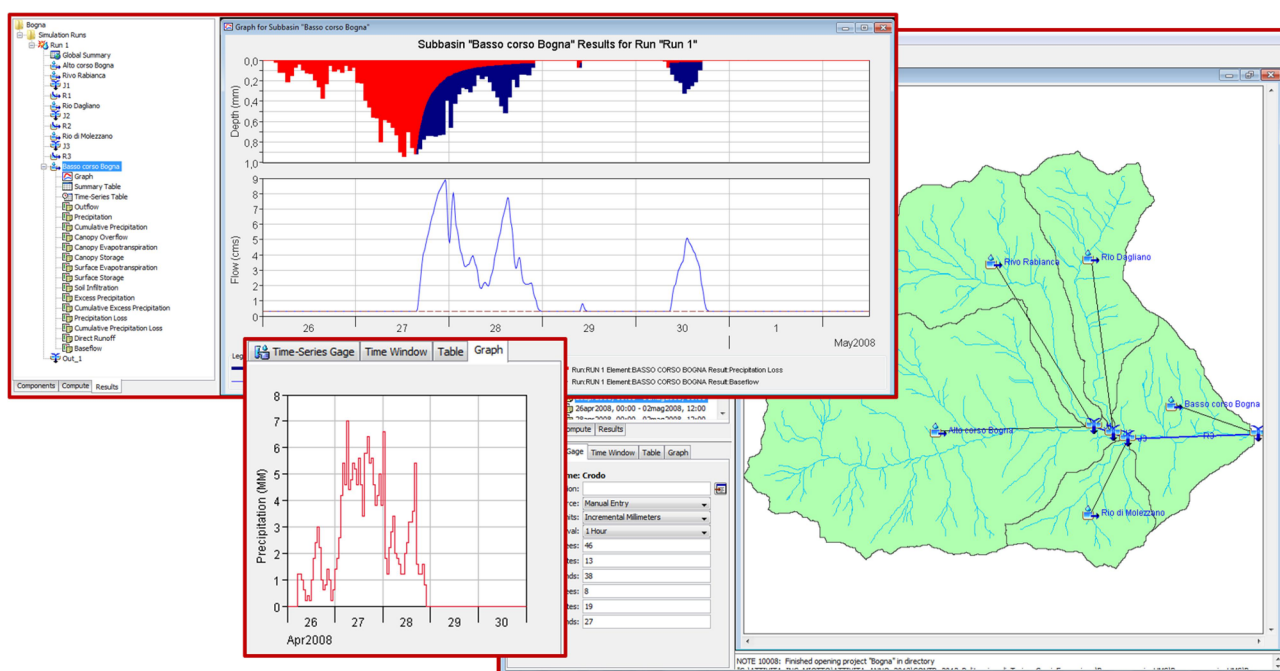 Bogna
Simulation Runs
Run 1
Global Summary
Alto corso Bogna
Rivo Rabianca
J1
R1
Rio Dagliano
J2
R2
Rio di Molezzano
J3
R3
Basso corso Bogna
Graph
Summary Table
Time-Series Table
Outflow
Precipitation
Cumulative Precipitation
Canopy Overflow
Canopy Evapotranspiration
Canopy Storage
Surface Evapotranspiration
Surface Storage
Soil Infiltration
Excess Precipitation
Cumulative Excess Precipitation
Precipitation Loss
Cumulative Precipitation Loss
Direct Runoff
Baseflow
Out_1
Components Compute Results
Graph for Subbasin "Basso corso Bogna"
Subbasin "Basso corso Bogna" Results for Run "Run 1"
Depth (mm)
0,0
0,2
0,4
0,6
0,8
1,0
Flow (cms)
9
8
7
6
5
4
3
2
1
0
26 27 28 29 30 1
May2008
Run:RUN 1 Element:BASSO CORSO BOGNA Result:Precipitation Loss
Run:RUN 1 Element:BASSO CORSO BOGNA Result:Baseflow
Time-Series Gage Time Window Table Graph
Precipitation (MM)
8
7
6
5
4
3
2
1
0
26 27 28 29 30
Apr2008
26apr2008, 00:00 - 02mag2008, 12:00
Compute Results
Gage Time Window Table Graph
Crodo
Manual Entry
Incremental Millimeters
1 Hour
46
13
38
8
19
27
Rivo Rabianca
Rio Dagliano
Basso corso Bogna
Alto corso Bogna
J3
R3
Rio di Molezzano
NOTE 10008: Finished opening project "Bogna" in directory